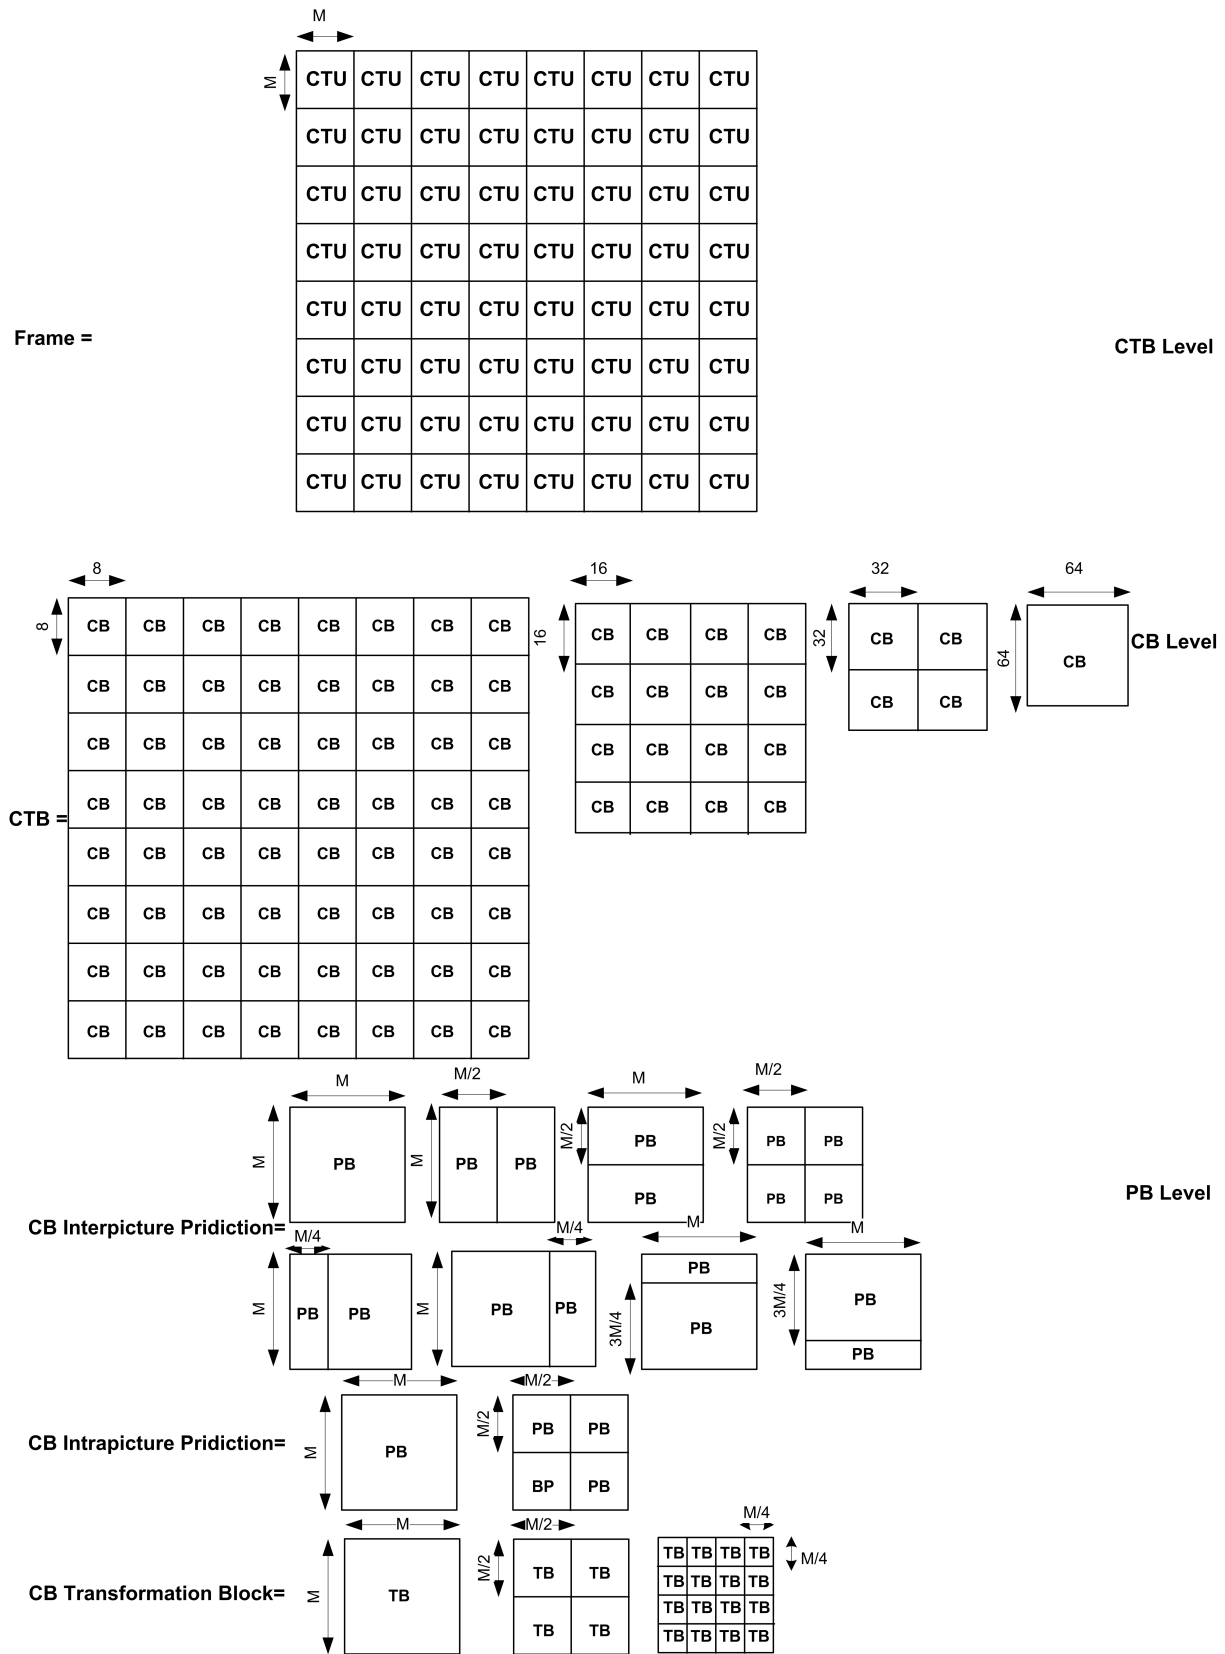 M
M
CTU CTU CTU CTU CTU CTU CTU CTU
CTU CTU CTU CTU CTU CTU CTU CTU
CTU CTU CTU CTU CTU CTU CTU CTU
CTU CTU CTU CTU CTU CTU CTU CTU
CTU CTU CTU CTU CTU CTU CTU CTU
CTU CTU CTU CTU CTU CTU CTU CTU
CTU CTU CTU CTU CTU CTU CTU CTU
CTU CTU CTU CTU CTU CTU CTU CTU
Frame =
CTB Level
8
8
CB CB CB CB CB CB CB CB
CB CB CB CB CB CB CB CB
CB CB CB CB CB CB CB CB
CB CB CB CB CB CB CB CB
CB CB CB CB CB CB CB CB
CB CB CB CB CB CB CB CB
CB CB CB CB CB CB CB CB
CB CB CB CB CB CB CB CB
CTB =
16
16
CB CB CB CB
CB CB CB CB
CB CB CB CB
CB CB CB CB
32
32
CB CB
CB CB
64
64
CB
CB Level
M
M
PB
M/2
M
PB PB
M
M/2
PB
PB
M/2
M/2
PB PB
PB PB
PB Level
CB Interpicture Pridiction=
M/4
M
PB PB
M/4
M
PB PB
M
3M/4
PB
PB
M
3M/4
PB
PB
CB Intrapicture Pridiction=
M
M
PB
M/2
M/2
PB PB
BP PB
CB Transformation Block=
M
M
TB
M/2
M/2
TB TB
TB TB
M/4
M/4
TB TB TB TB
TB TB TB TB
TB TB TB TB
TB TB TB TB